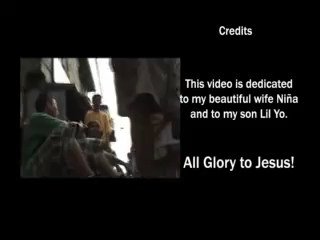 Credits
This video is dedicated
to my beautiful wife Niña
and to my son Lil Yo.
All Glory to Jesus!